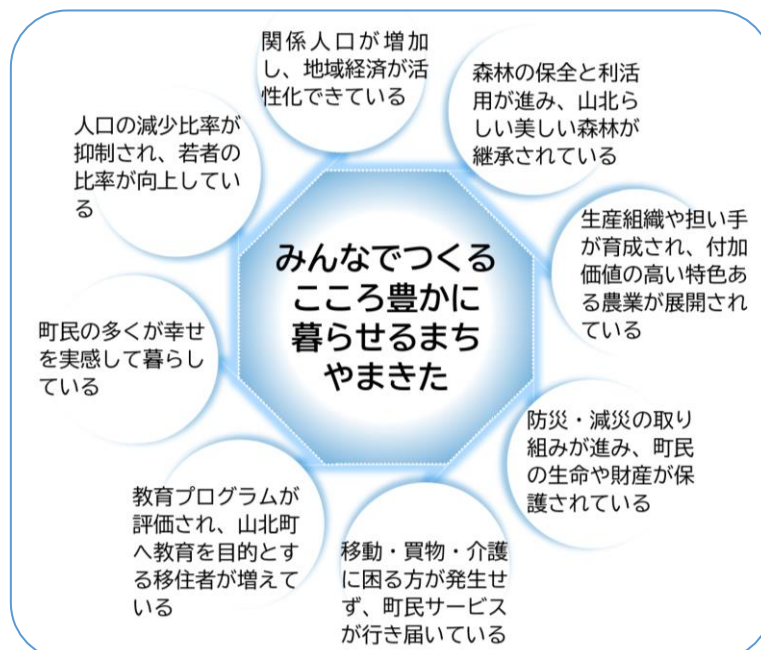 関係人口が増加
し、地域経済が活
性化できている
森林の保全と利活
用が進み、山北ら
しい美しい森林が
継承されている
生産組織や担い手
が育成され、付加
価値の高い特色あ
る農業が展開され
ている
防災・減災の取り
組みが進み、町民
の生命や財産が保
護されている
移動・買物・介護
に困る方が発生せ
ず、町民サービス
が行き届いている
教育プログラムが
評価され、山北町
へ教育を目的とす
る移住者が増えて
いる
町民の多くが幸せ
を実感して暮らし
ている
人口の減少比率が
抑制され、若者の
比率が向上してい
る
みんなでつくる
こころ豊かに
暮らせるまち
やまきた